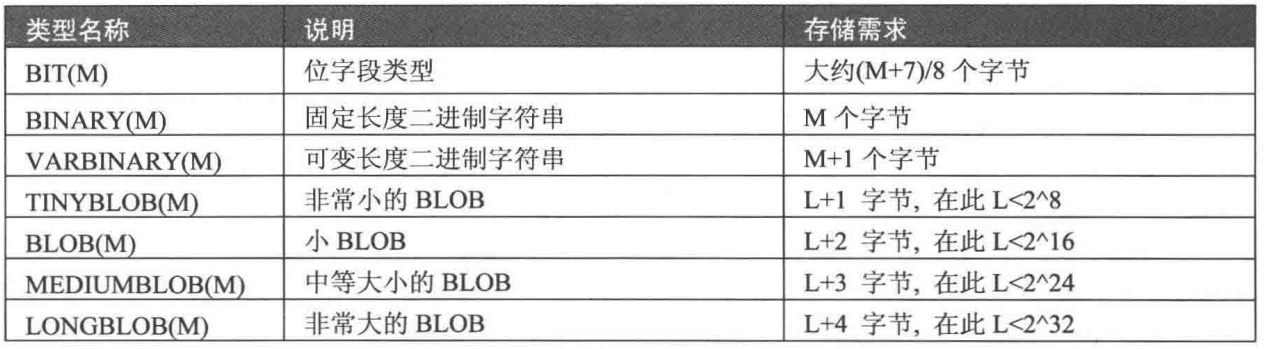 类型名称 说明 存储需求
BIT(M) 位字段类型 大约(M+7)/8 个字节
BINARY(M) 固定长度二进制字符串 M 个字节
VARBINARY(M) 可变长度二进制字符串 M+1 个字节
TINYBLOB(M) 非常小的 BLOB L+1 字节, 在此 L<2^8
BLOB(M) 小 BLOB L+2 字节, 在此 L<2^16
MEDIUMBLOB(M) 中等大小的 BLOB L+3 字节, 在此 L<2^24
LONGBLOB(M) 非常大的 BLOB L+4 字节, 在此 L<2^32